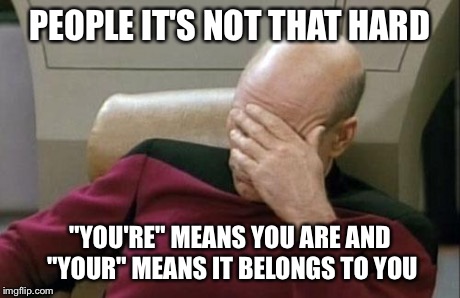 PEOPLE IT'S NOT THAT HARD
"YOU'RE" MEANS YOU ARE AND
"YOUR" MEANS IT BELONGS TO YOU
imgflip.com